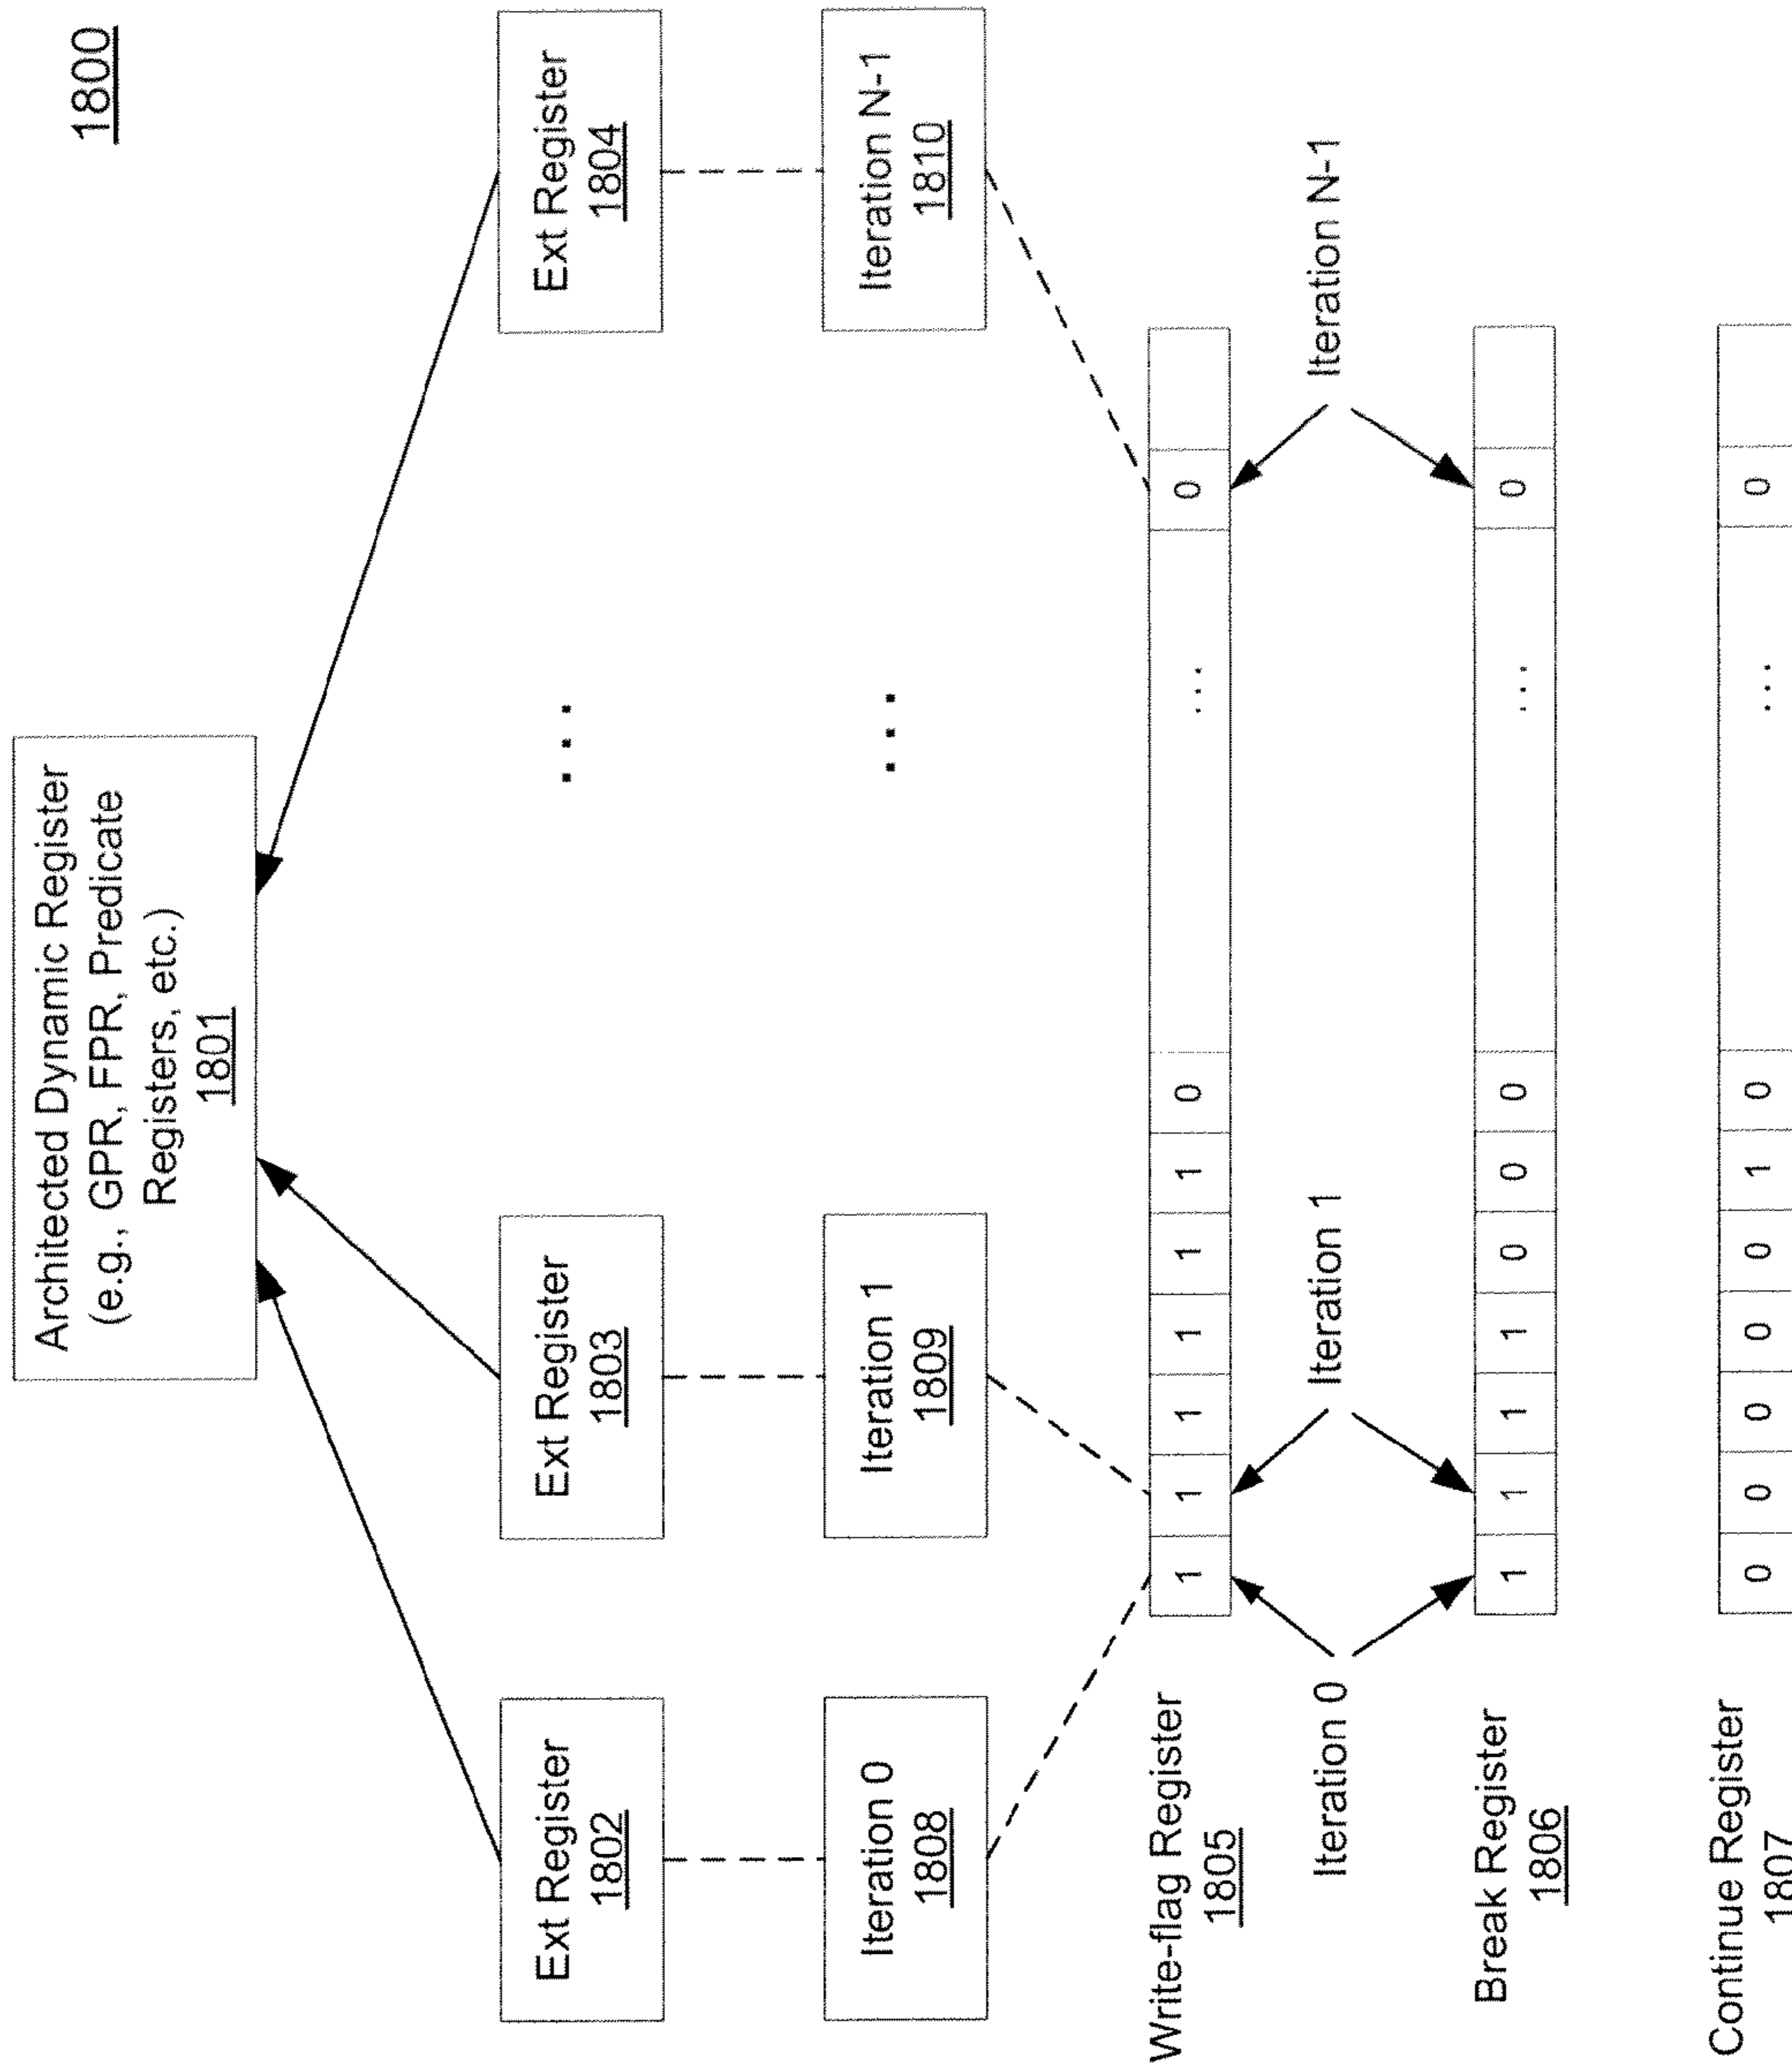 1800
Architected Dynamic Register
(e.g., GPR, FPR, Predicate
Registers, etc.)
1801
Ext Register
1802
Ext Register
1803
...
Ext Register
1804
Iteration 0
1808
Iteration 1
1809
...
Iteration N-1
1810
Write-flag Register
1805
1 1 1 1 1 1 0 ... 0
Iteration 0
Iteration 1
Iteration N-1
Break Register
1806
1 1 1 1 0 0 0 ... 0
Continue Register
1807
0 0 0 0 0 1 0 ... 0